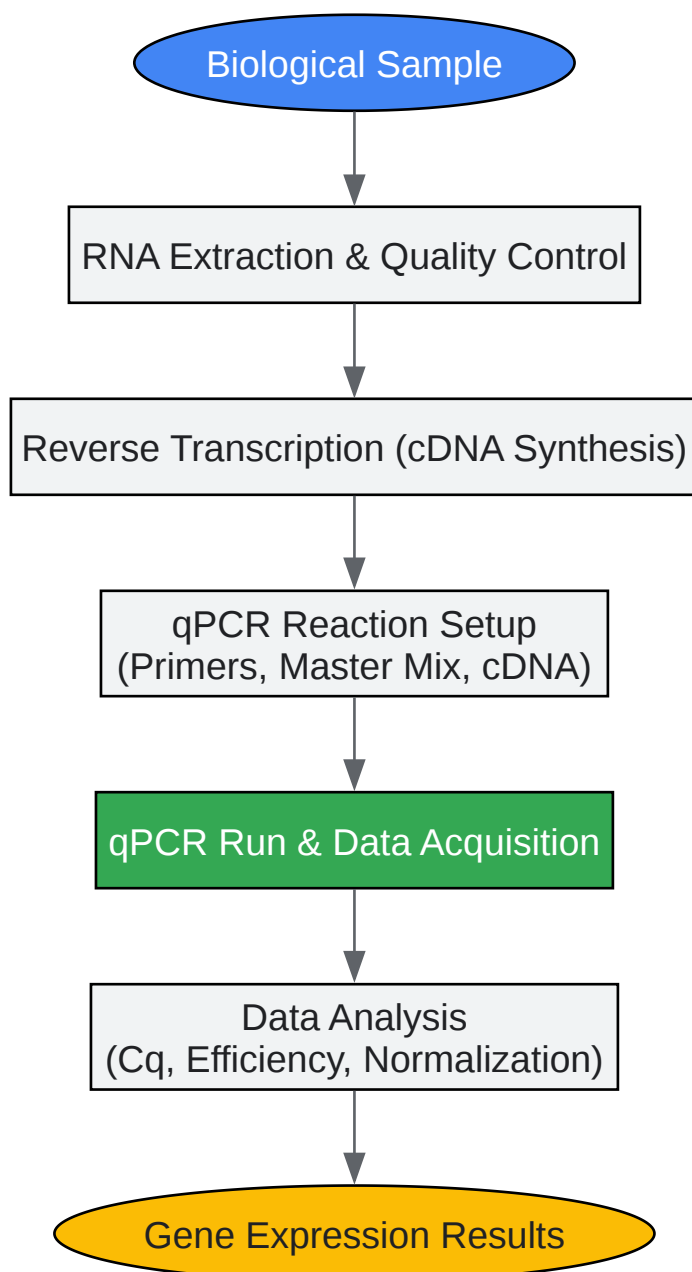 Biological Sample
RNA Extraction & Quality Control
Reverse Transcription (cDNA Synthesis)
qPCR Reaction Setup
(Primers, Master Mix, cDNA)
qPCR Run & Data Acquisition
Data Analysis
(Cq, Efficiency, Normalization)
Gene Expression Results